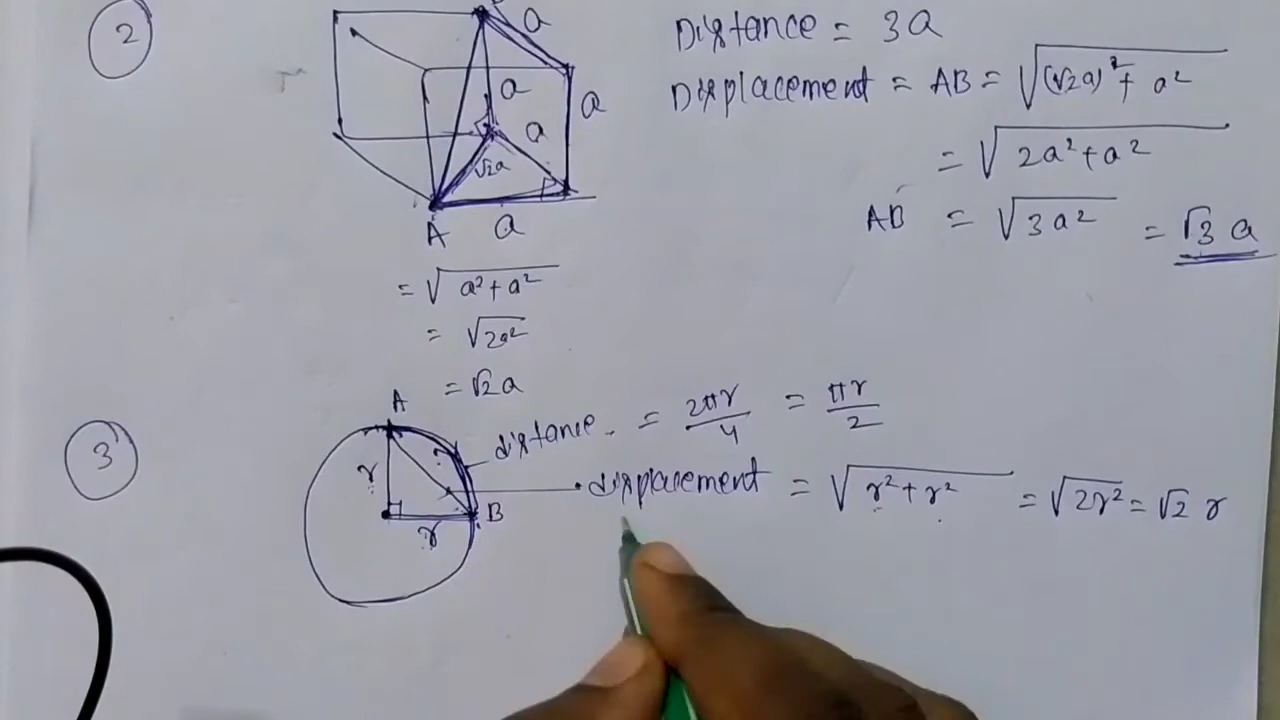 2
a
a
a
a
√2a
A
a
Distance = 3a
Displacement = AB = √(√2a)² + a²
= √2a² + a²
AB = √3a² = √3 a
= √a² + a²
= √2a²
= √2a
3
A
r
r
B
distance = 2πr/4 = πr/2
displacement = √r² + r² = √2r² = √2 r